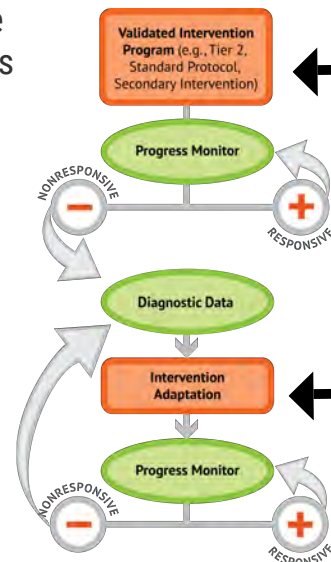 e
s
Validated Intervention
Program (e.g., Tier 2,
Standard Protocol,
Secondary Intervention)
Progress Monitor
NONRESPONSIVE
RESPONSIVE
Diagnostic Data
Intervention
Adaptation
Progress Monitor
NONRESPONSIVE
RESPONSIVE